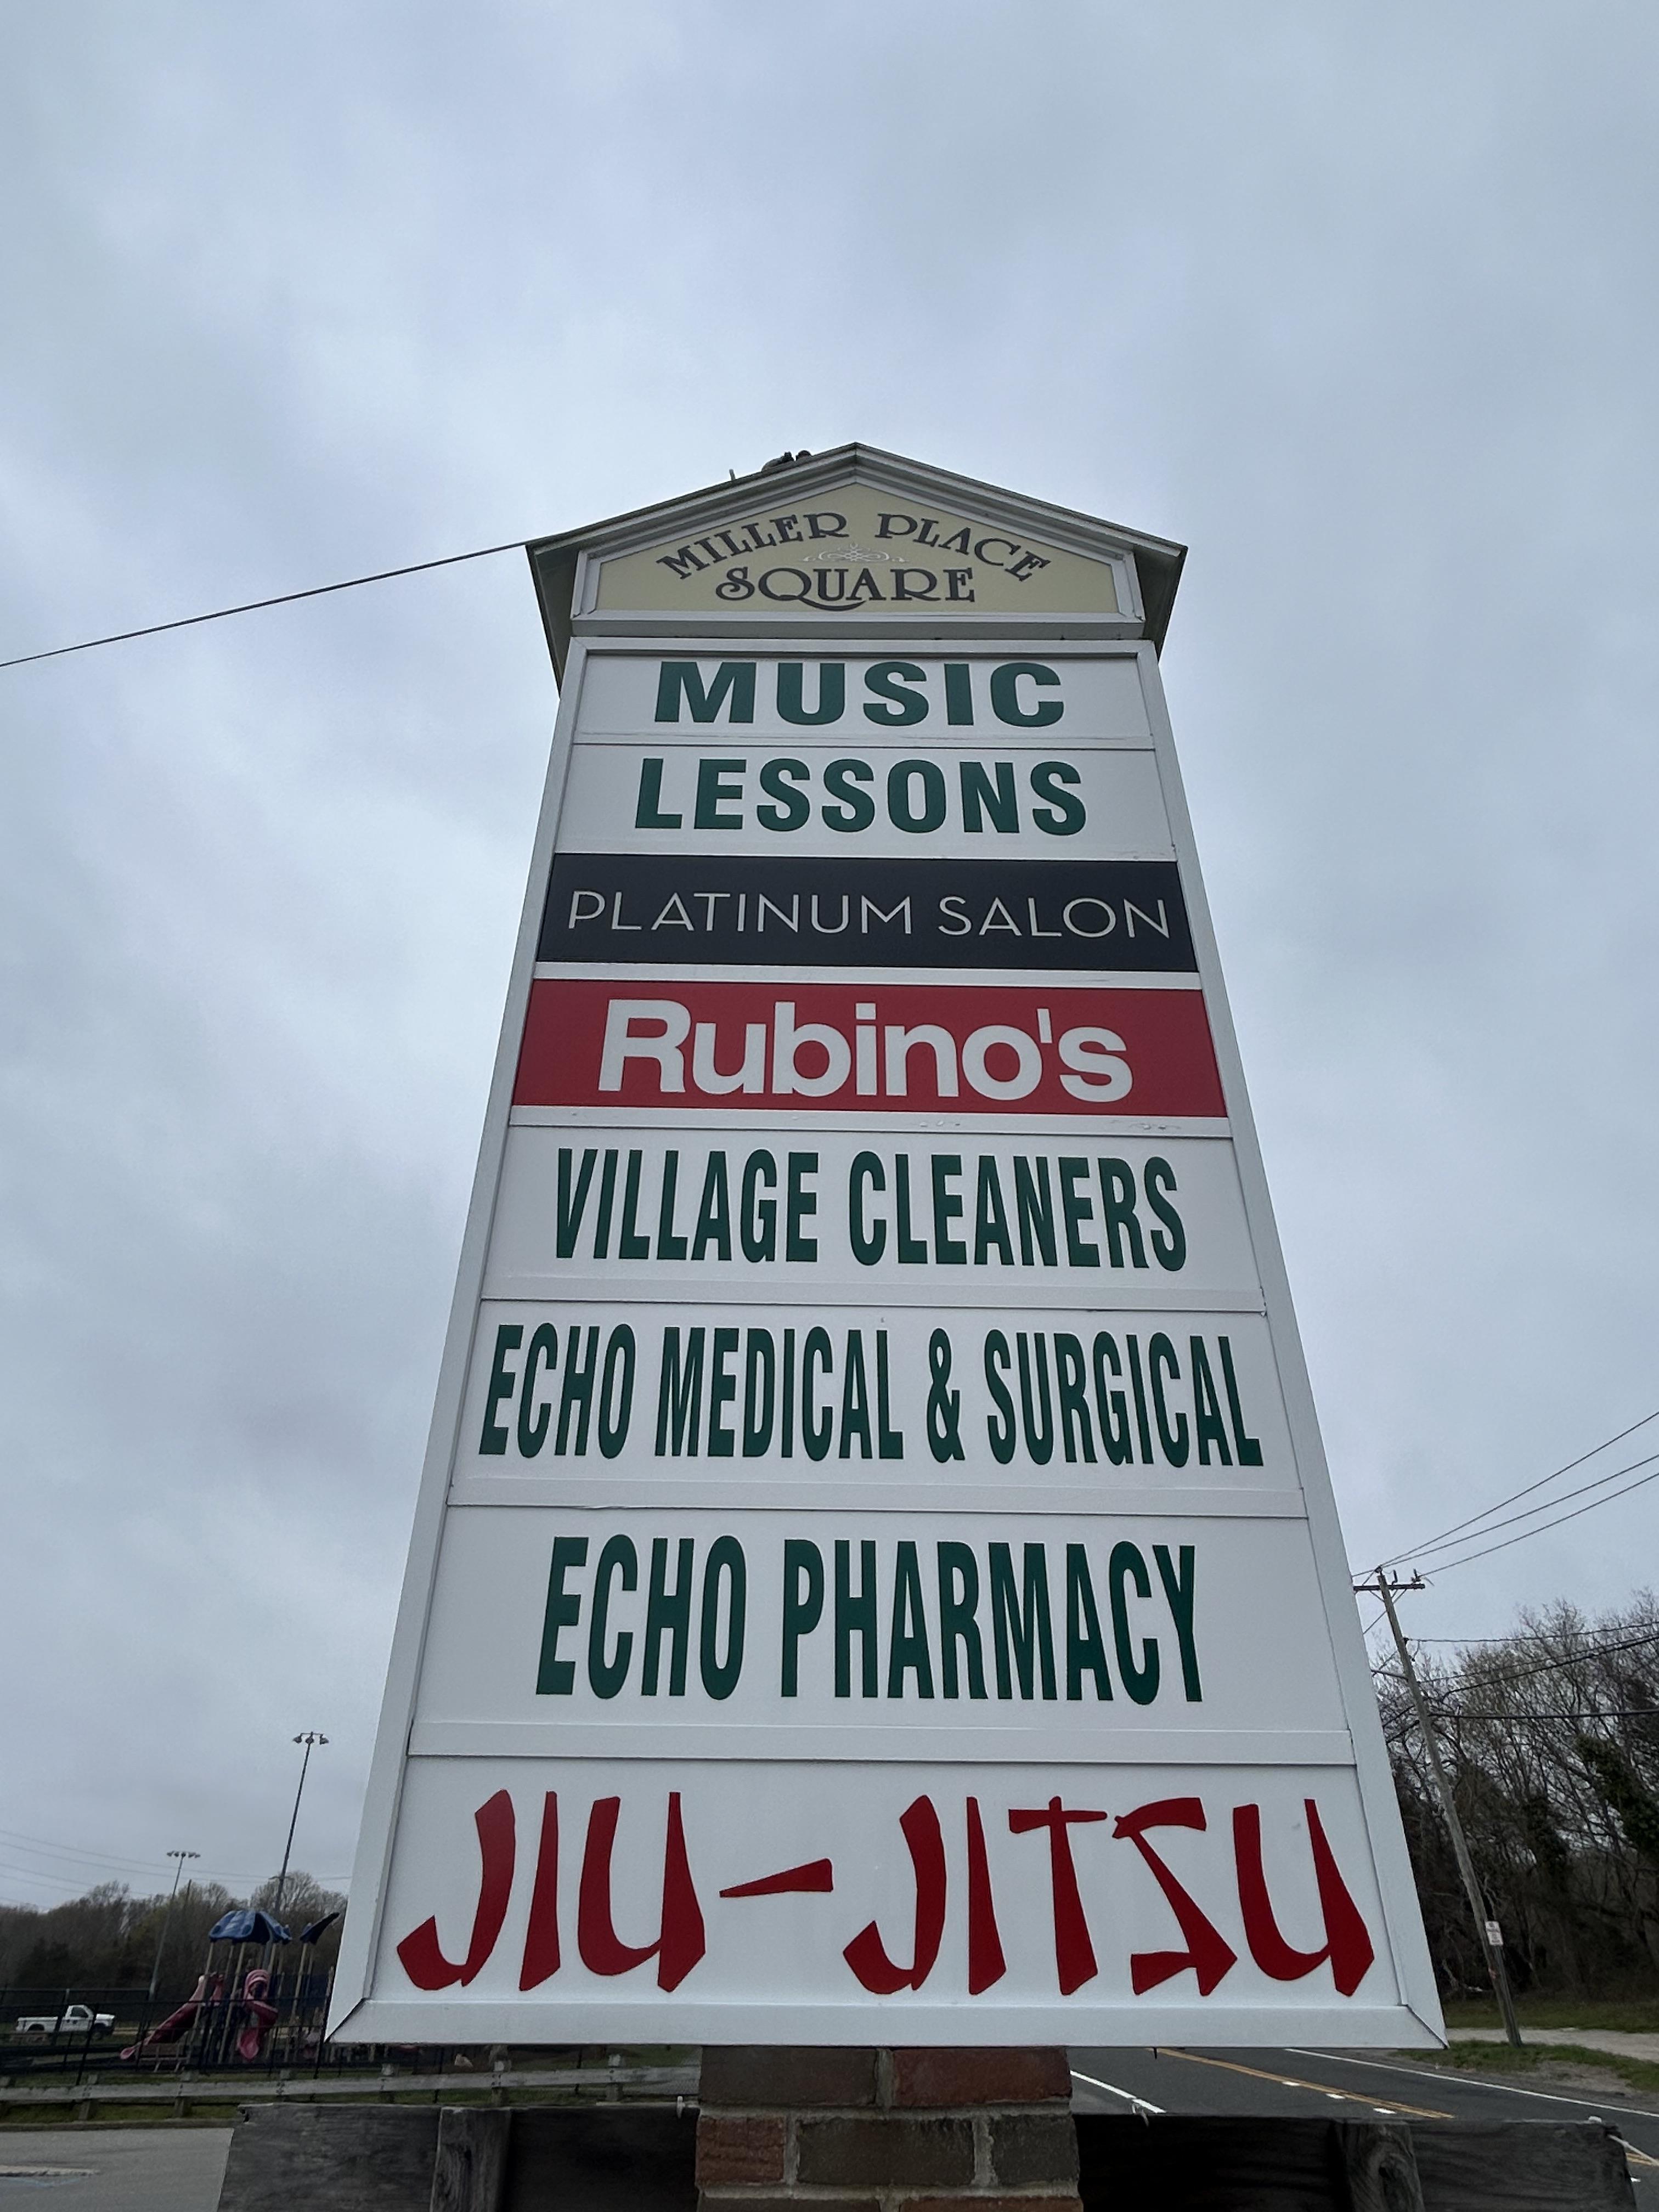 MILLER PLACE
SQUARE
MUSIC
LESSONS
PLATINUM SALON
Rubino's
VILLAGE CLEANERS
ECHO MEDICAL & SURGICAL
ECHO PHARMACY
JIU-JITSU